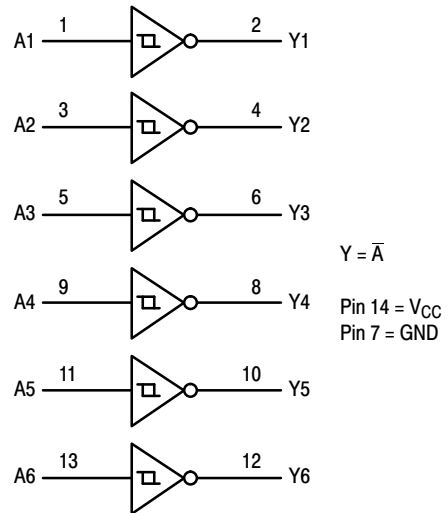 A1 1 2 Y1
A2 3 4 Y2
A3 5 6 Y3
Y = A̅
A4 9 8 Y4
Pin 14 = VCC
Pin 7 = GND
A5 11 10 Y5
A6 13 12 Y6